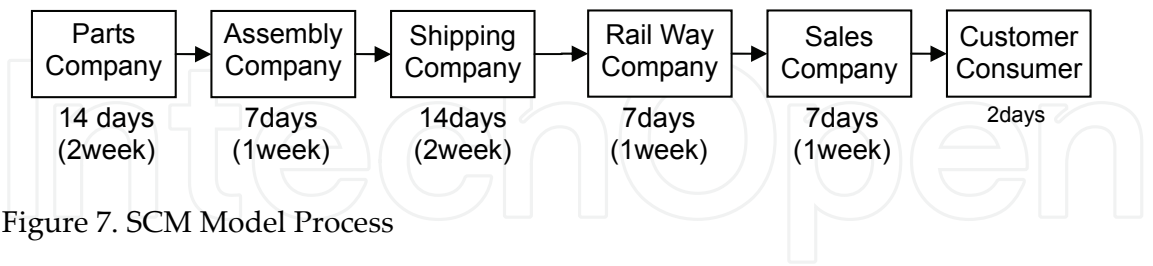 Parts
Company
Assembly
Company
Shipping
Company
Rail Way
Company
Sales
Company
Customer
Consumer
14 days
(2week)
7days
(1week)
14days
(2week)
7days
(1week)
7days
(1week)
2days
IntechOpen
Figure 7. SCM Model Process